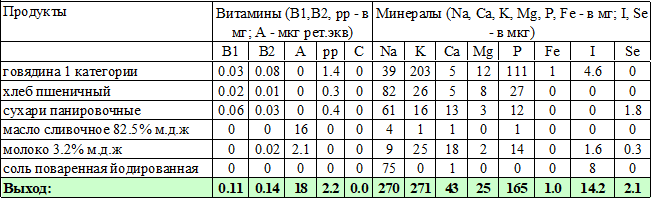 Продукты Витамины (B1,B2, pp - в Минералы (Na, Ca, K, Mg, P, Fe - в мг; I, Se
мг; A - мкг рет.экв) - в мкг)
B1 B2 A pp C Na K Ca Mg P Fe I Se
говядина 1 категории 0.03 0.08 0 1.4 0 39 203 5 12 111 1 4.6 0
хлеб пшеничный 0.02 0.01 0 0.3 0 82 26 5 8 27 0 0 0
сухари панировочные 0.06 0.03 0 0.4 0 61 16 13 3 12 0 0 1.8
масло сливочное 82.5% м.д.ж 0 0 16 0 0 4 1 1 0 1 0 0 0
молоко 3.2% м.д.ж 0 0.02 2.1 0 0 9 25 18 2 14 0 1.6 0.3
соль поваренная йодированная 0 0 0 0 0 75 0 1 0 0 0 8 0
Выход: 0.11 0.14 18 2.2 0.0 270 271 43 25 165 1.0 14.2 2.1